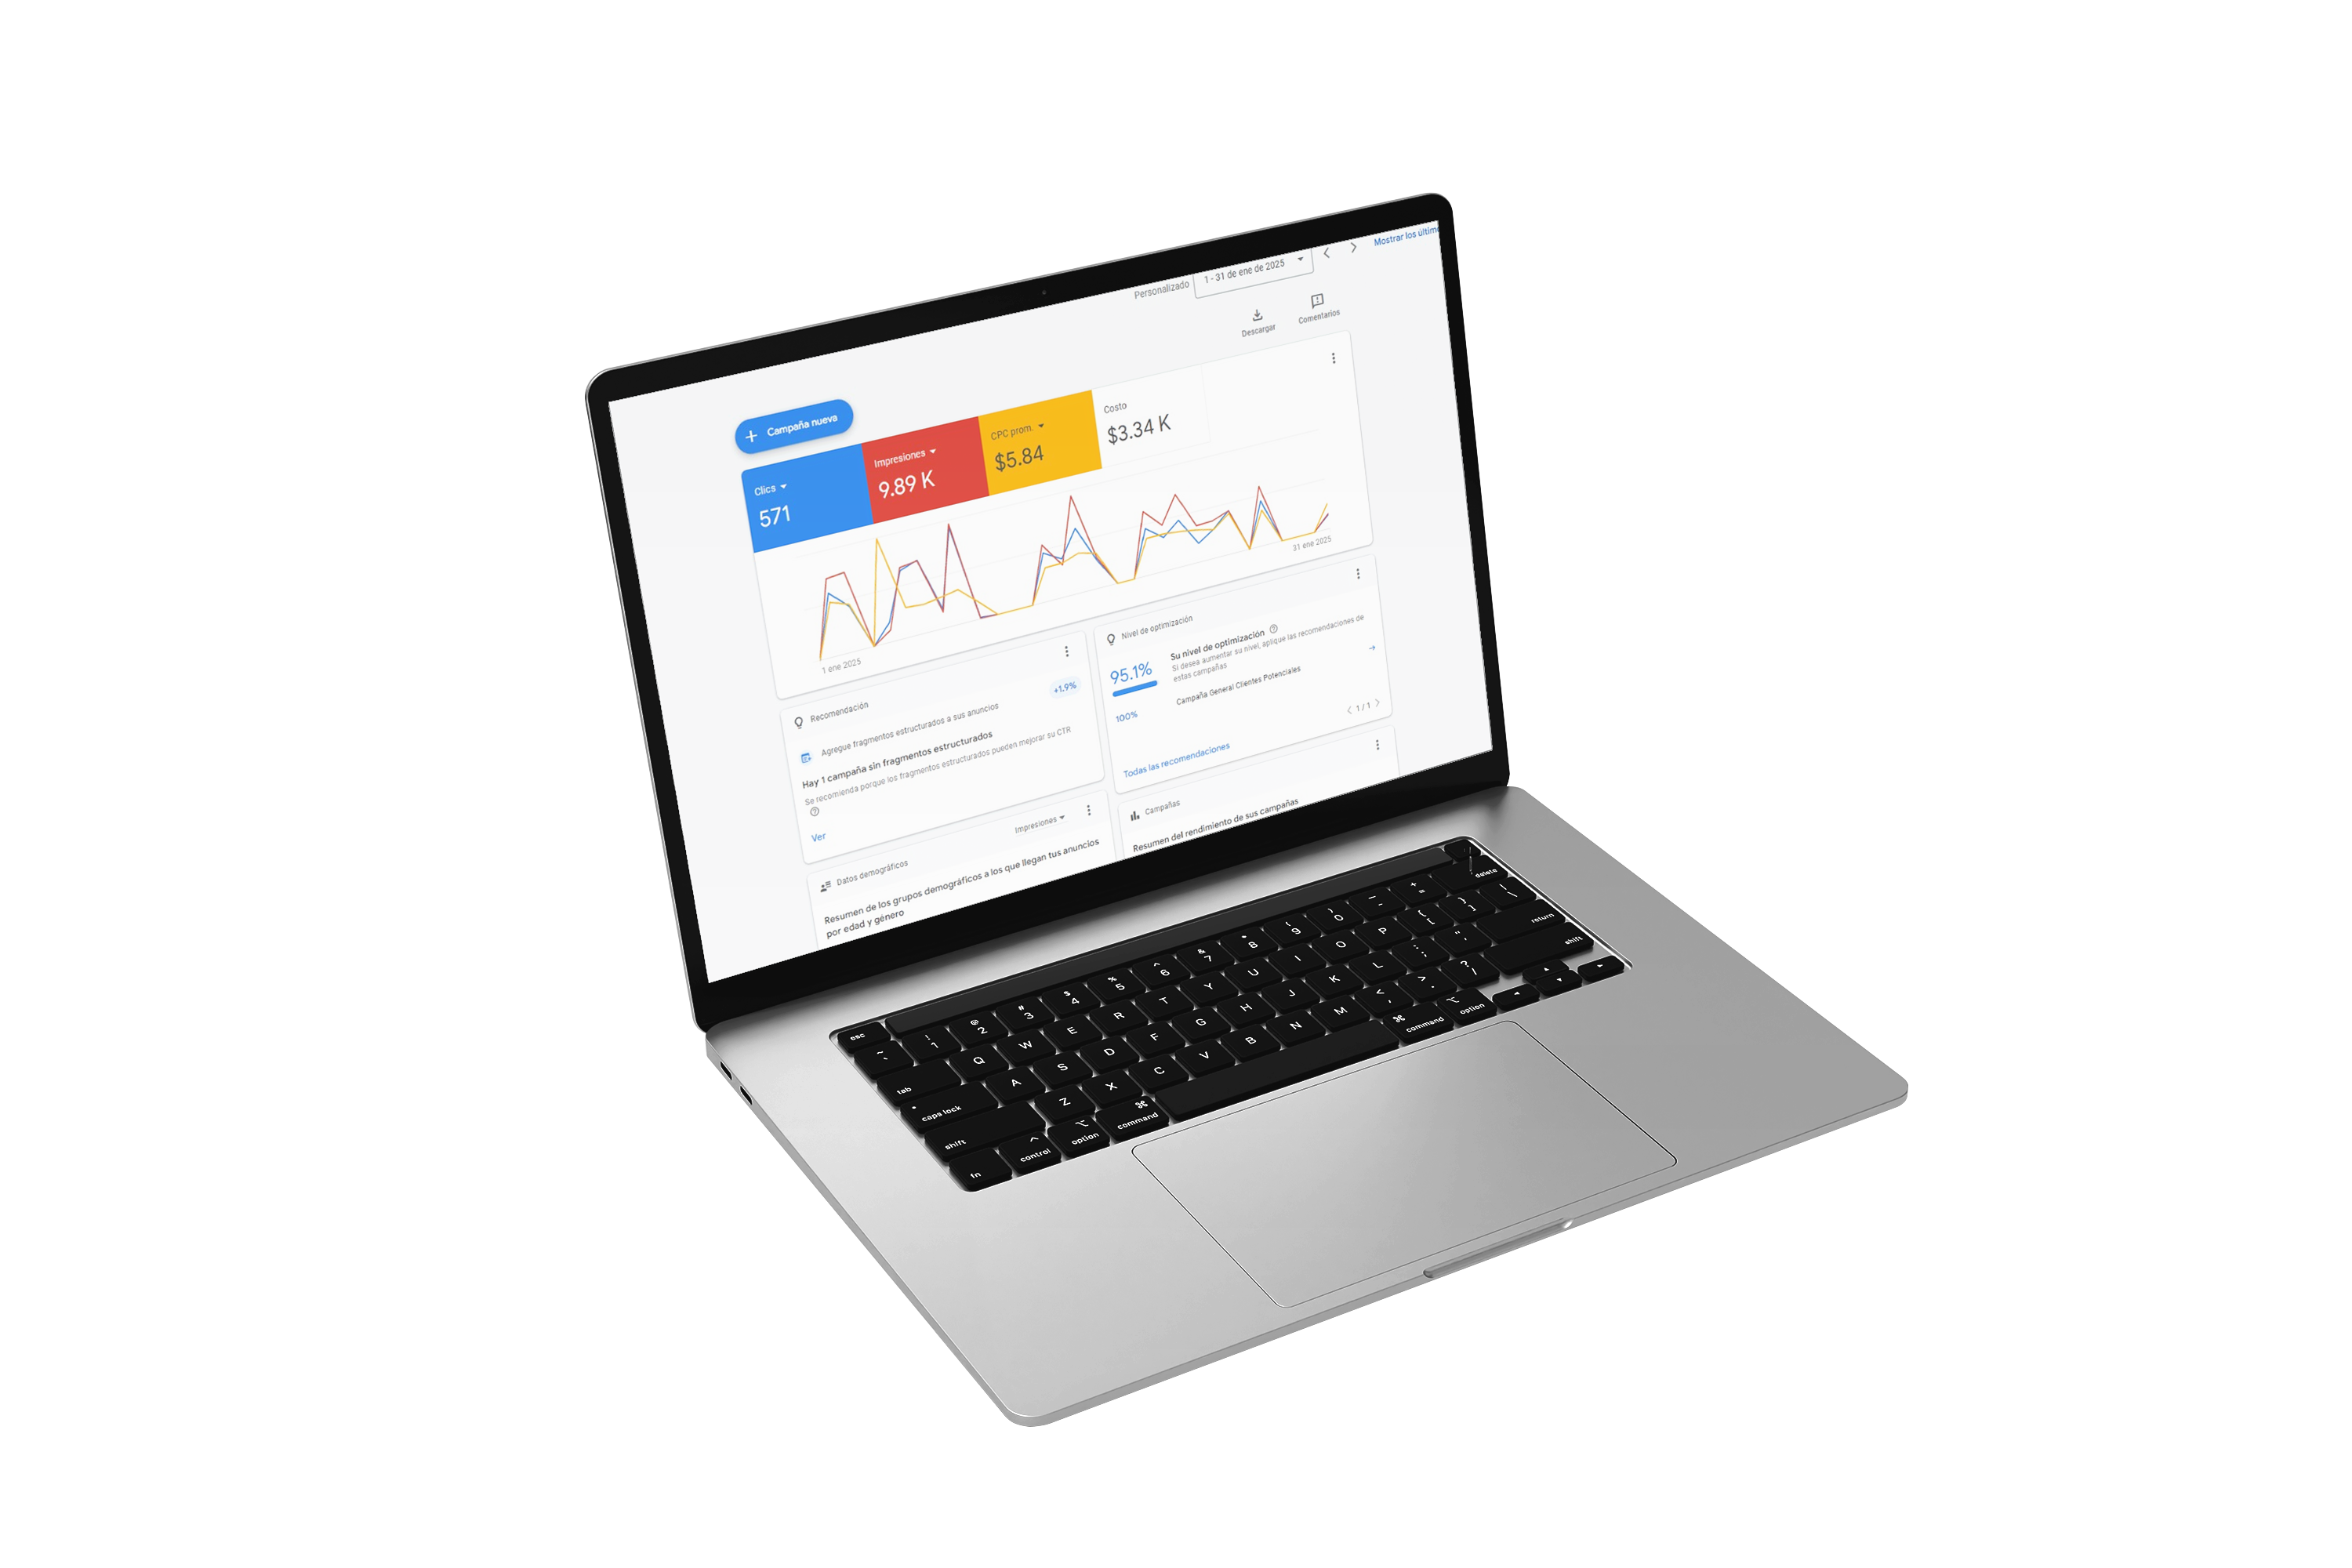 Personalizado
1 - 31 de ene de 2025
Mostrar los últim
Descargar
Comentarios
Campaña nueva
Clics
571
Impresiones
9.89 K
CPC prom.
$5.84
Costo
$3.34 K
1 ene 2025
31 ene 2025
Recomendación
+1.9%
Agregue fragmentos estructurados a sus anuncios
Hay 1 campaña sin fragmentos estructurados
Se recomienda porque los fragmentos estructurados pueden mejorar su CTR
Ver
Nivel de optimización
95.1%
Su nivel de optimización
Si desea aumentar su nivel, aplique las recomendaciones de
estas campañas
100%
Campaña General Clientes Potenciales
1 / 1
Todas las recomendaciones
Datos demográficos
Impresiones
Resumen de los grupos demográficos a los que llegan tus anuncios
por edad y género
Campañas
Resumen del rendimiento de sus campañas
esc
~ ` ! 1 @ 2 # 3 $ 4 % 5 ^ 6 & 7 * 8 ( 9 ) 0 — - + = delete
tab Q W E R T Y U I O P { [ } ] | \
caps lock A S D F G H J K L : ; " ' return
shift Z X C V B N M < , > . ? / shift
fn control option command command option